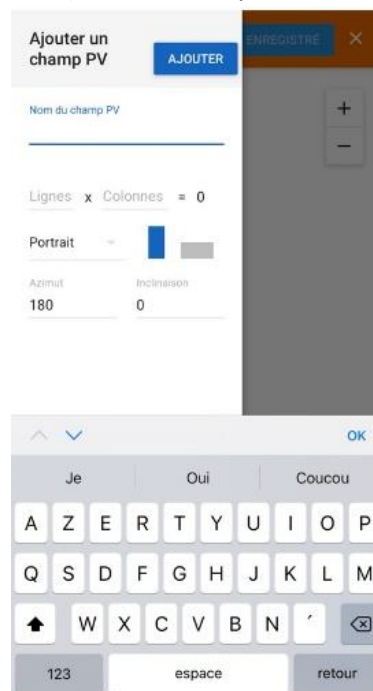 Ajouter un
champ PV
AJOUTER
ENREGISTRÉ
Nom du champ PV
Lignes x Colonnes = 0
Portrait
Azimut Inclinaison
180 0
OK
Je Oui Coucou
A Z E R T Y U I O P
Q S D F G H J K L M
W X C V B N ´
123 espace retour